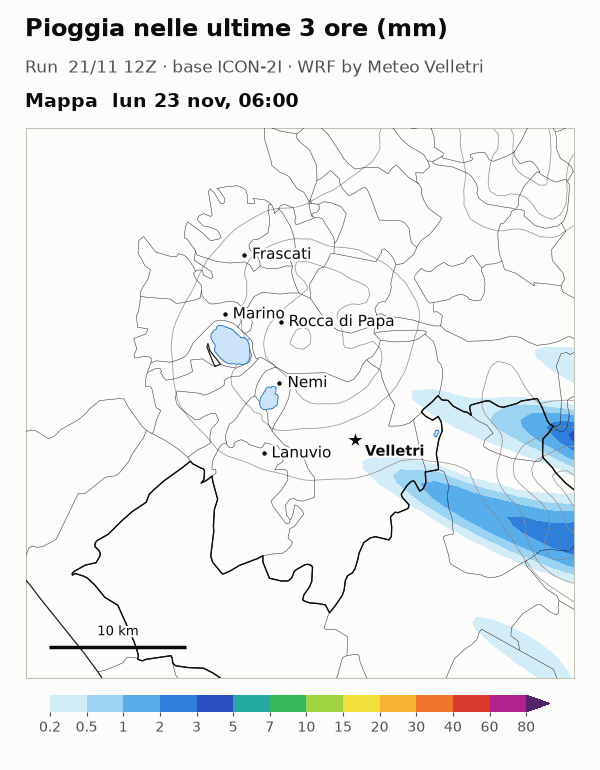 Pioggia nelle ultime 3 ore (mm)
Run  21/11 12Z · base ICON-2I · WRF by Meteo Velletri
Mappa  lun 23 nov, 06:00
Frascati
Marino
Rocca di Papa
Nemi
Velletri
Lanuvio
10 km
0.2 0.5 1 2 3 5 7 10 15 20 30 40 60 80